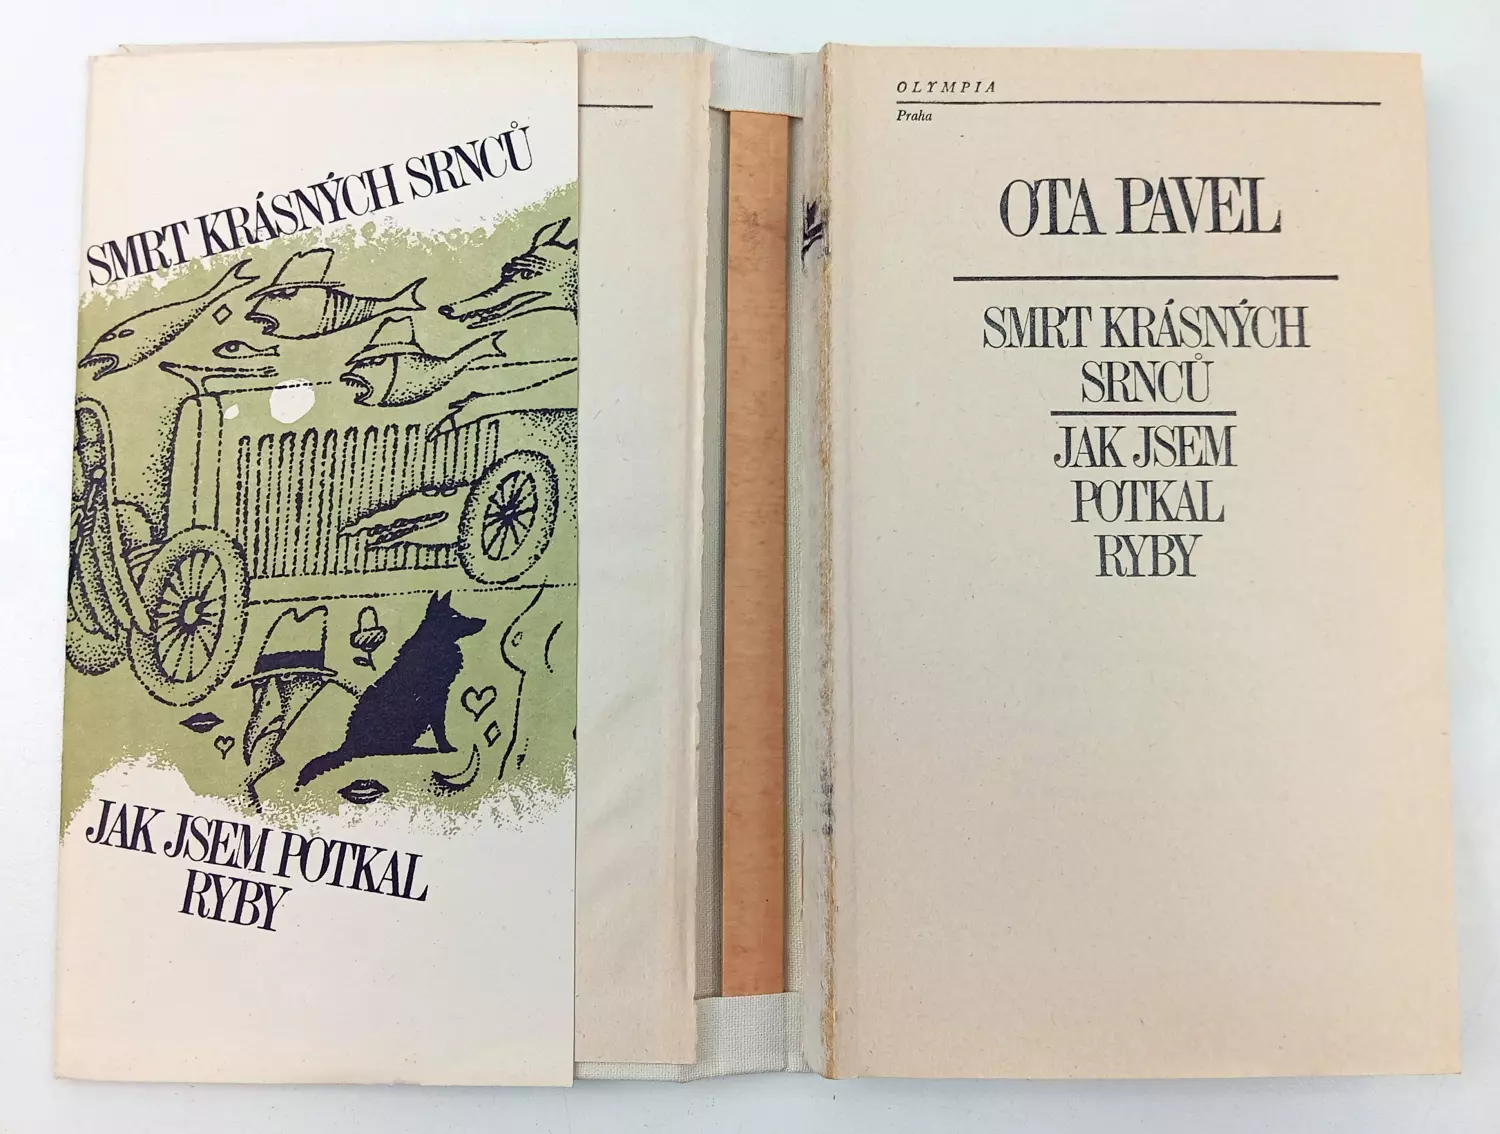 SMRT KRÁSNÝCH SRNCŮ
JAK JSEM POTKAL
RYBY
OLYMPIA
Praha
OTA PAVEL
SMRT KRÁSNÝCH
SRNCŮ
JAK JSEM
POTKAL
RYBY